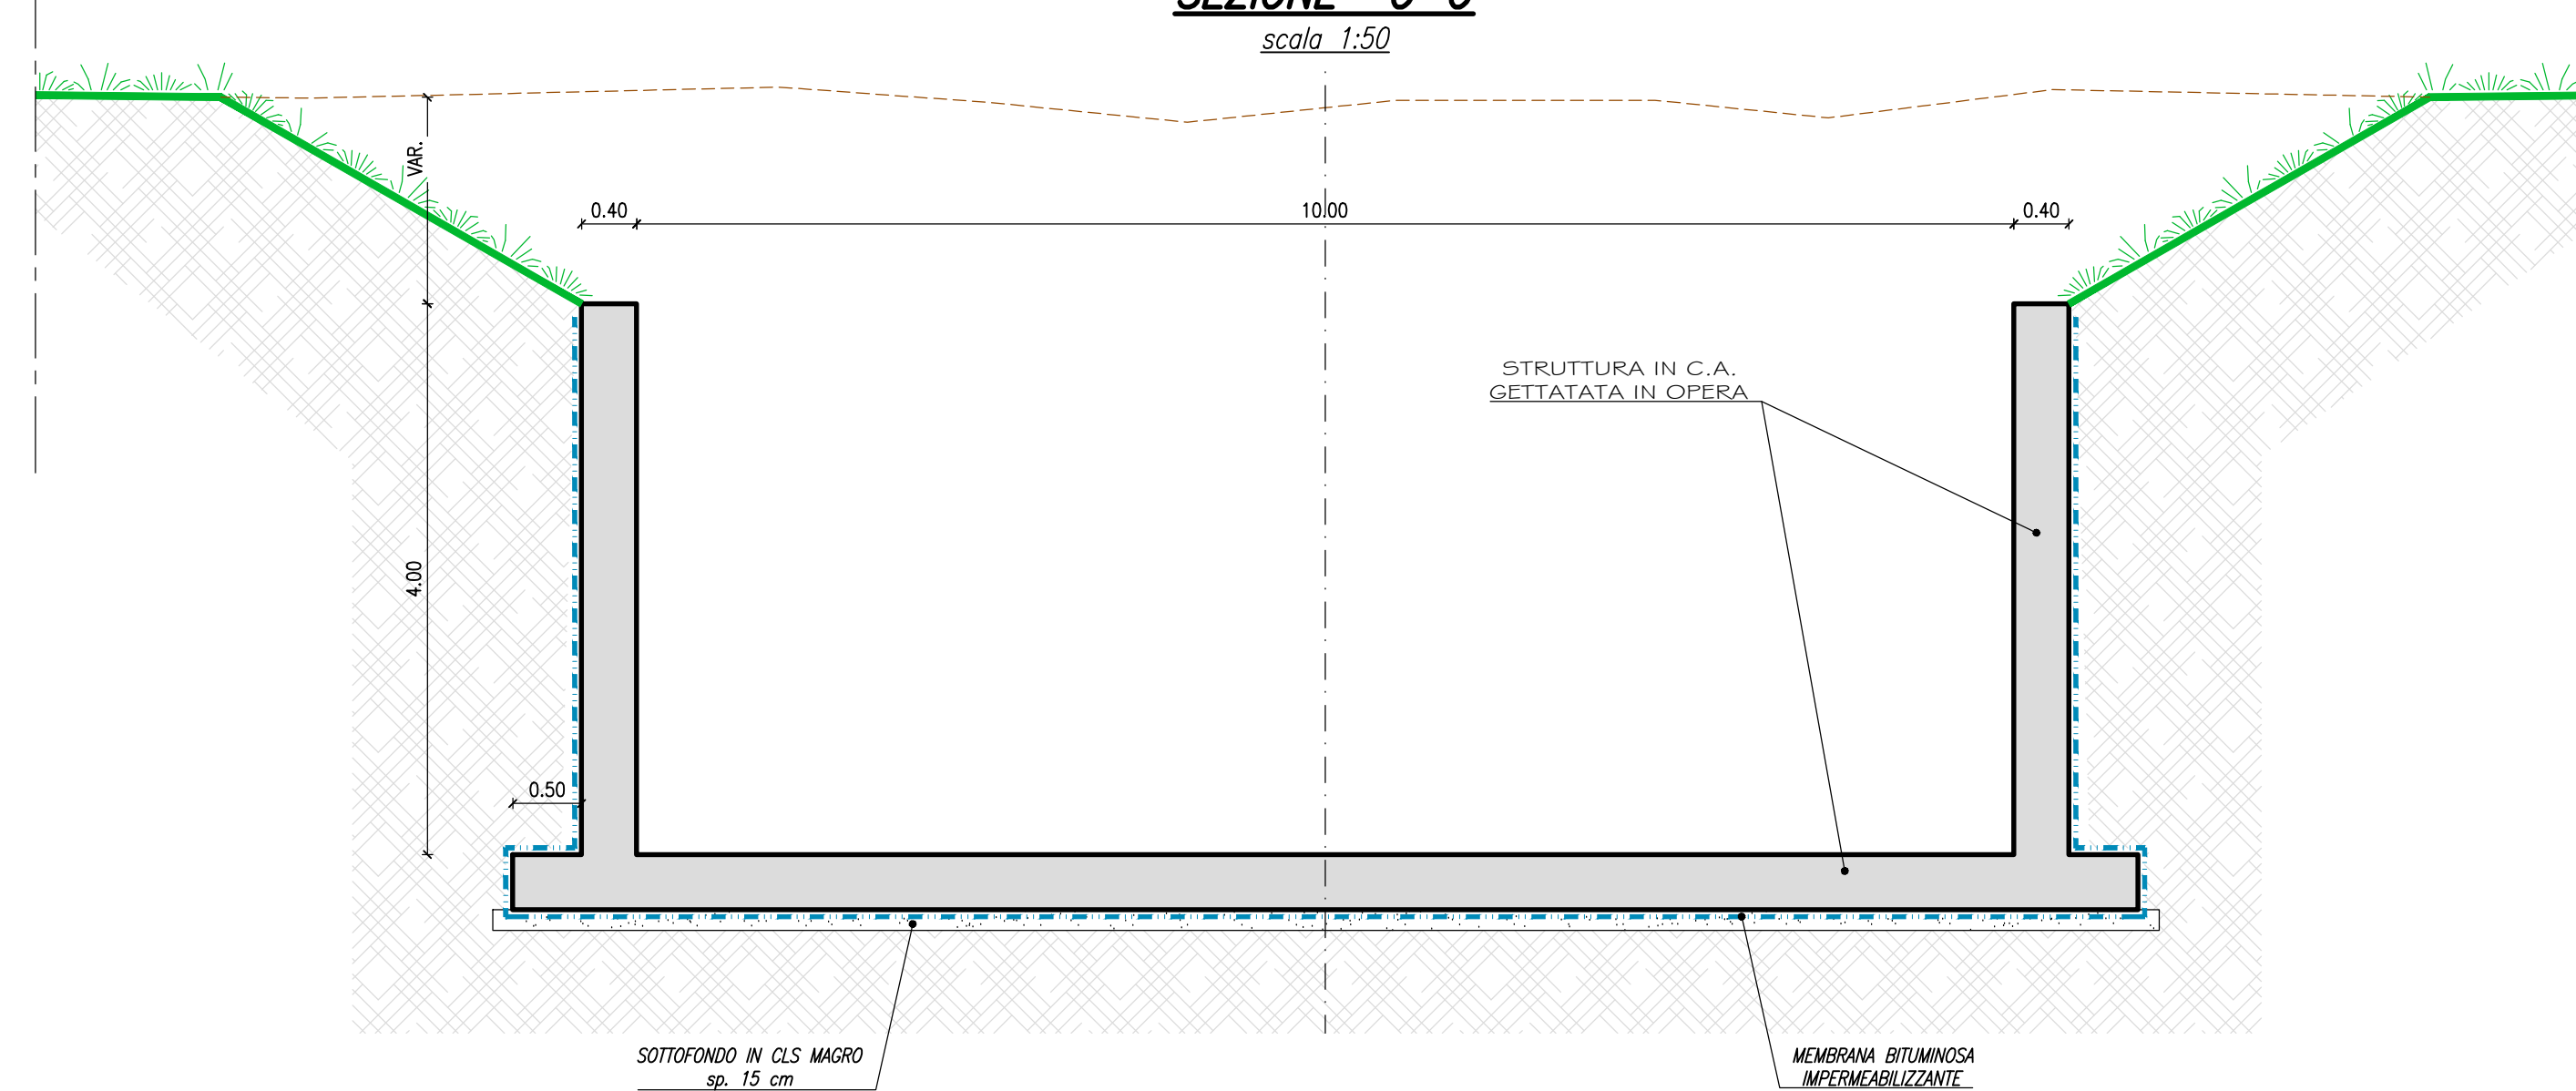 SEZIONE
scala 1:50
VAR.
0.40
10.00
0.40
STRUTTURA IN C.A.
GETTATATA IN OPERA
4.00
0.50
SOTTOFONDO IN CLS MAGRO
sp. 15 cm
MEMBRANA BITUMINOSA
IMPERMEABILIZZANTE